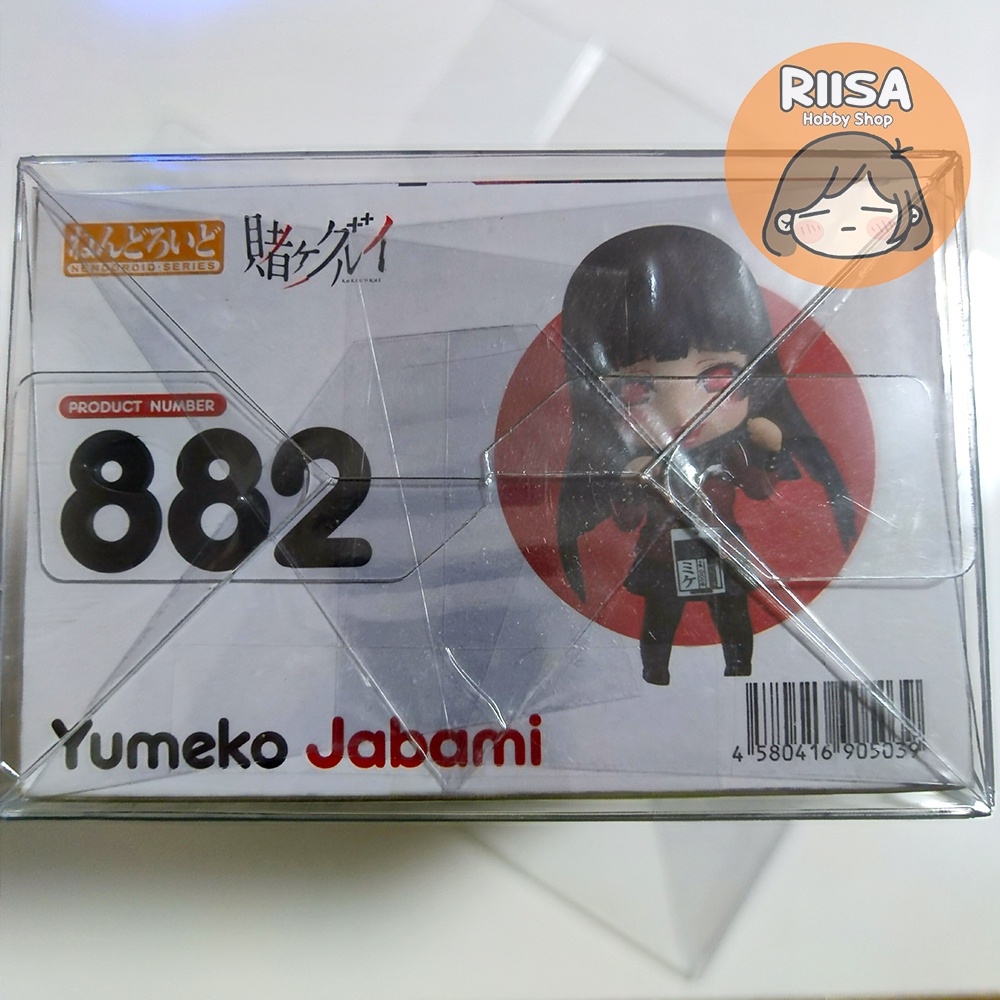 RIISA
Hobby Shop
ねんどろいど
NENDOROID·SERIES
賭ケグルイ
PRODUCT NUMBER
882
ミケ
Yumeko Jabami
4 580416 905039